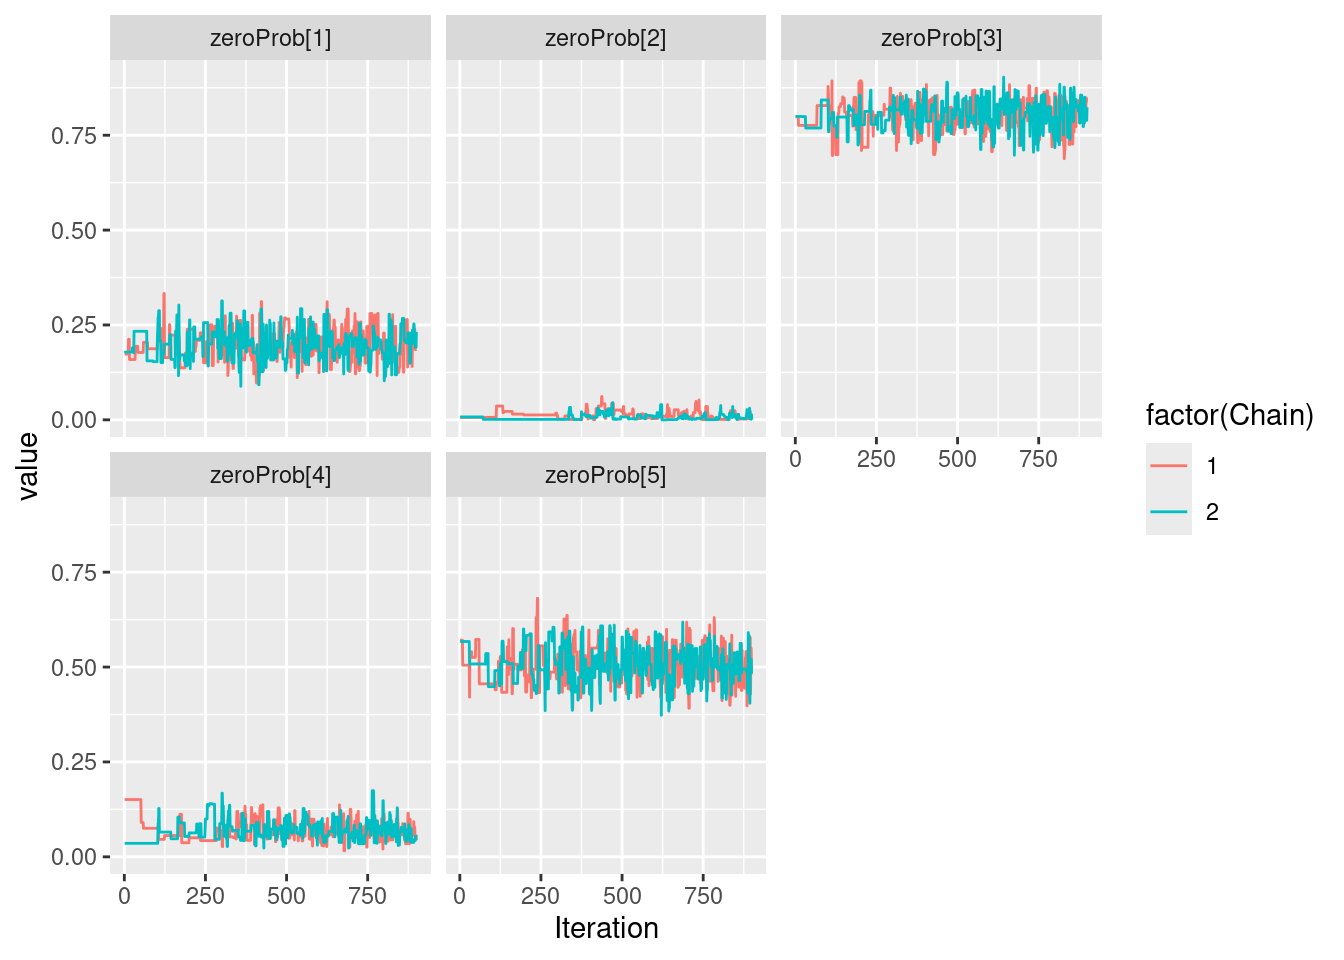 zeroProb[1] zeroProb[2] zeroProb[3]
0.75
0.50
0.25
0.00
0 250 500 750
zeroProb[4] zeroProb[5]
0.75
0.50
0.25
0.00
0 250 500 750 0 250 500 750
Iteration
value
factor(Chain)
1
2